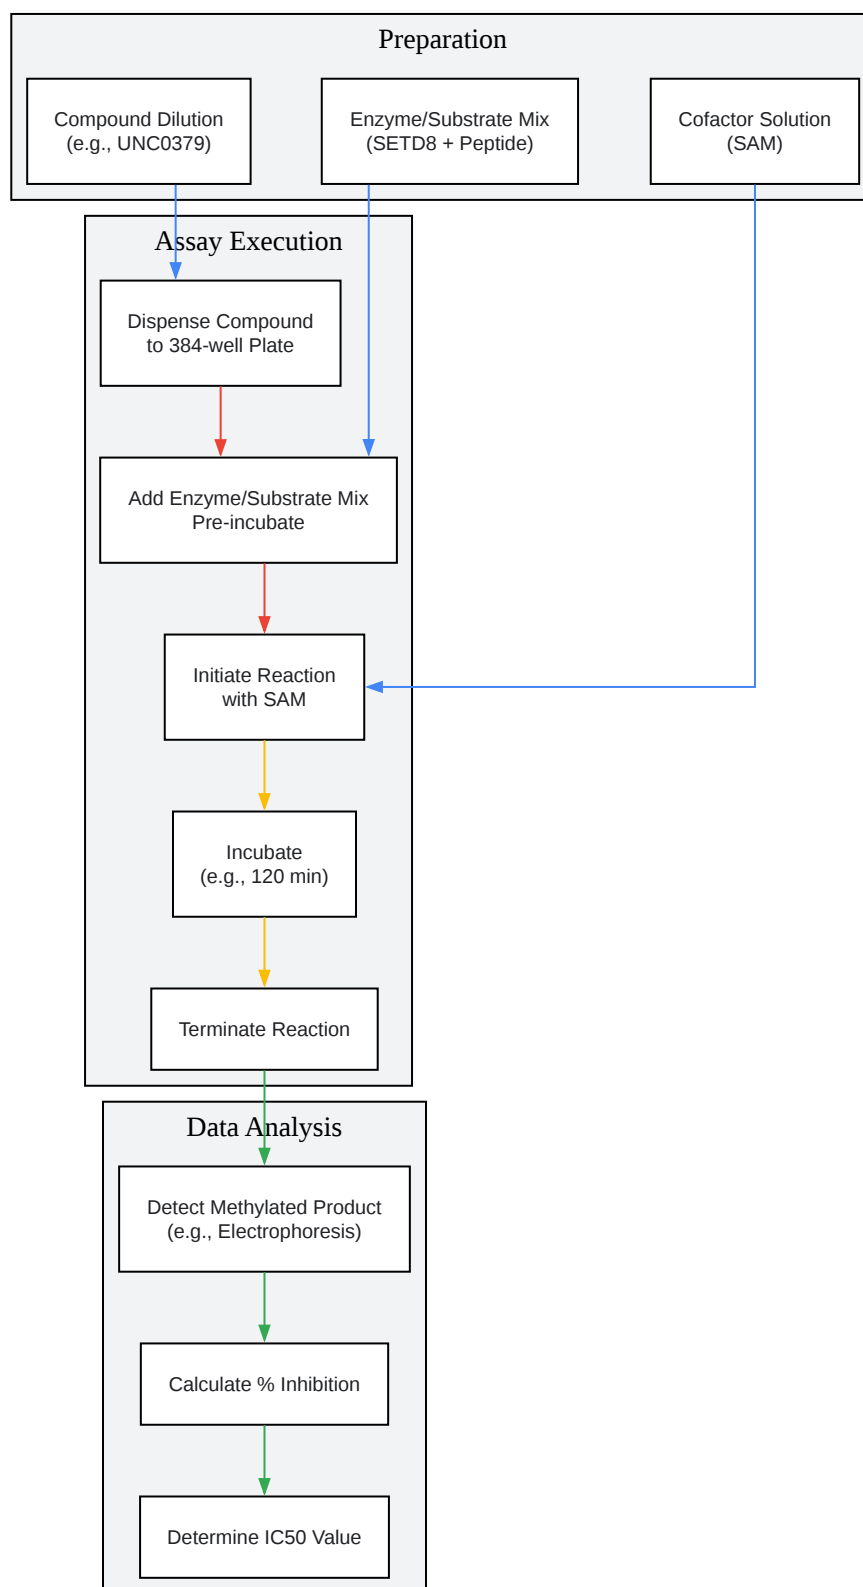 Preparation
Compound Dilution
(e.g., UNC0379)
Enzyme/Substrate Mix
(SETD8 + Peptide)
Cofactor Solution
(SAM)
Assay Execution
Dispense Compound
to 384-well Plate
Add Enzyme/Substrate Mix
Pre-incubate
Initiate Reaction
with SAM
Incubate
(e.g., 120 min)
Terminate Reaction
Data Analysis
Detect Methylated Product
(e.g., Electrophoresis)
Calculate % Inhibition
Determine IC50 Value